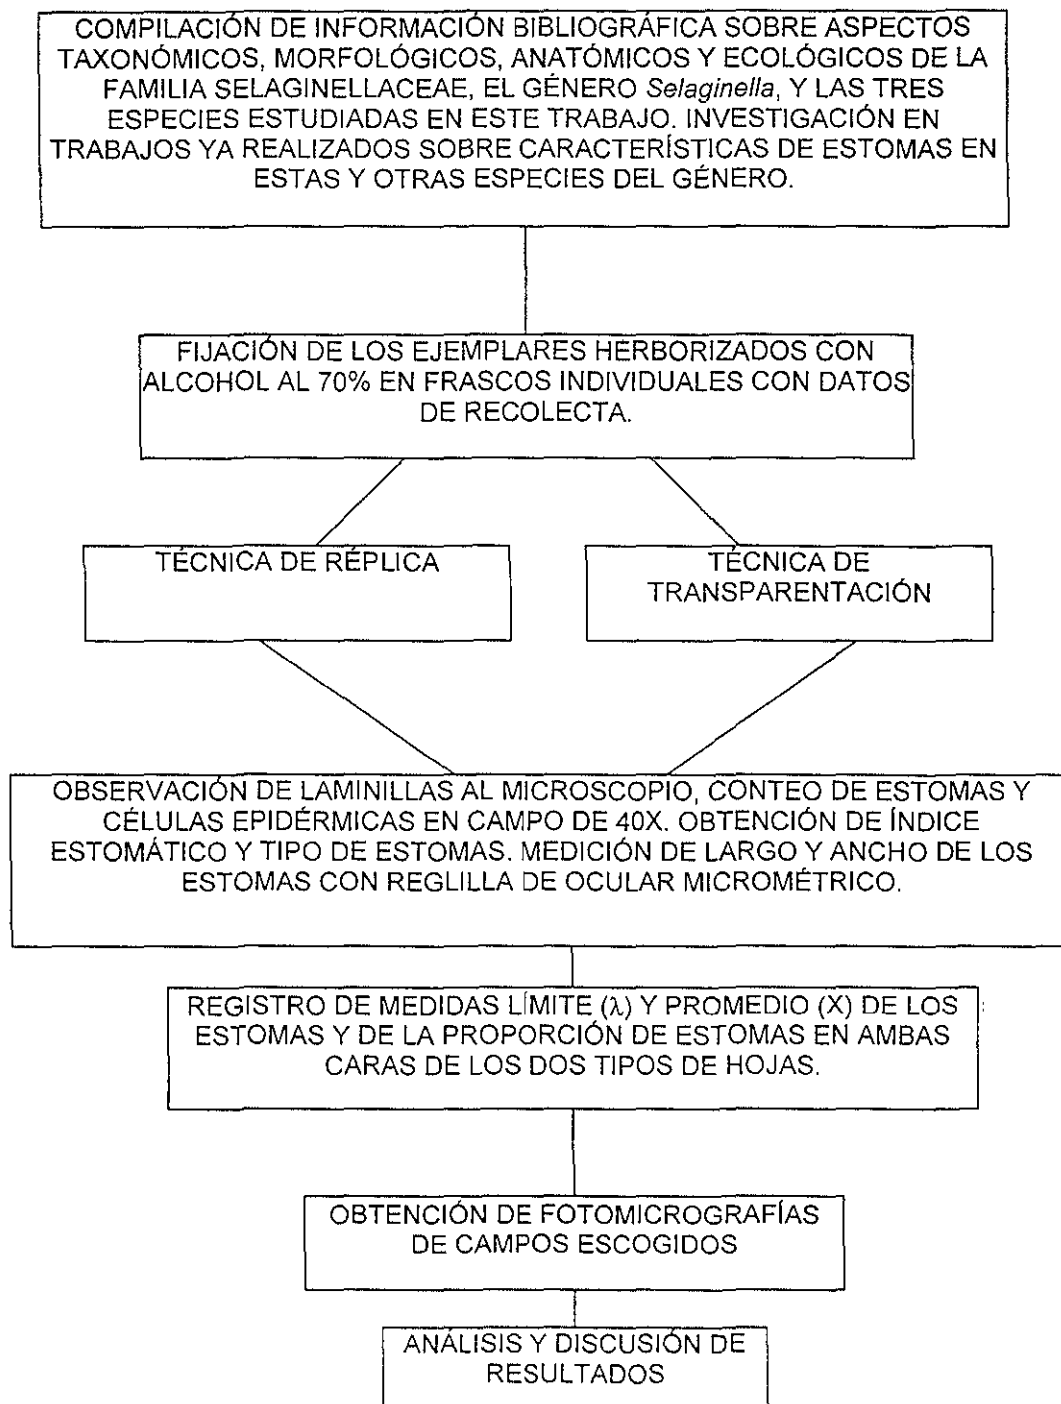 COMPILACIÓN DE INFORMACIÓN BIBLIOGRÁFICA SOBRE ASPECTOS
TAXONÓMICOS, MORFOLÓGICOS, ANATÓMICOS Y ECOLÓGICOS DE LA
FAMILIA SELAGINELLACEAE, EL GÉNERO Selaginella, Y LAS TRES
ESPECIES ESTUDIADAS EN ESTE TRABAJO. INVESTIGACIÓN EN
TRABAJOS YA REALIZADOS SOBRE CARACTERÍSTICAS DE ESTOMAS EN
ESTAS Y OTRAS ESPECIES DEL GÉNERO.
FIJACIÓN DE LOS EJEMPLARES HERBORIZADOS CON
ALCOHOL AL 70% EN FRASCOS INDIVIDUALES CON DATOS
DE RECOLECTA.
TÉCNICA DE RÉPLICA
TÉCNICA DE
TRANSPARENTACIÓN
OBSERVACIÓN DE LAMINILLAS AL MICROSCOPIO, CONTEO DE ESTOMAS Y
CÉLULAS EPIDÉRMICAS EN CAMPO DE 40X. OBTENCIÓN DE ÍNDICE
ESTOMÁTICO Y TIPO DE ESTOMAS. MEDICIÓN DE LARGO Y ANCHO DE LOS
ESTOMAS CON REGLILLA DE OCULAR MICROMÉTRICO.
REGISTRO DE MEDIDAS LÍMITE (λ) Y PROMEDIO (X) DE LOS
ESTOMAS Y DE LA PROPORCIÓN DE ESTOMAS EN AMBAS
CARAS DE LOS DOS TIPOS DE HOJAS.
OBTENCIÓN DE FOTOMICROGRAFÍAS
DE CAMPOS ESCOGIDOS
ANÁLISIS Y DISCUSIÓN DE
RESULTADOS